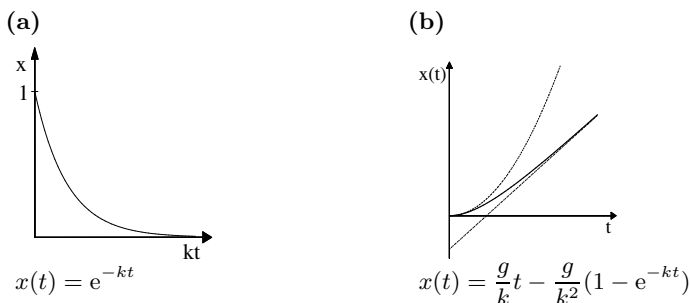 (a)
x
1
kt
x(t) = e^{-kt}
(b)
x(t)
t
x(t) = \frac{g}{k}t - \frac{g}{k^2}(1 - e^{-kt})